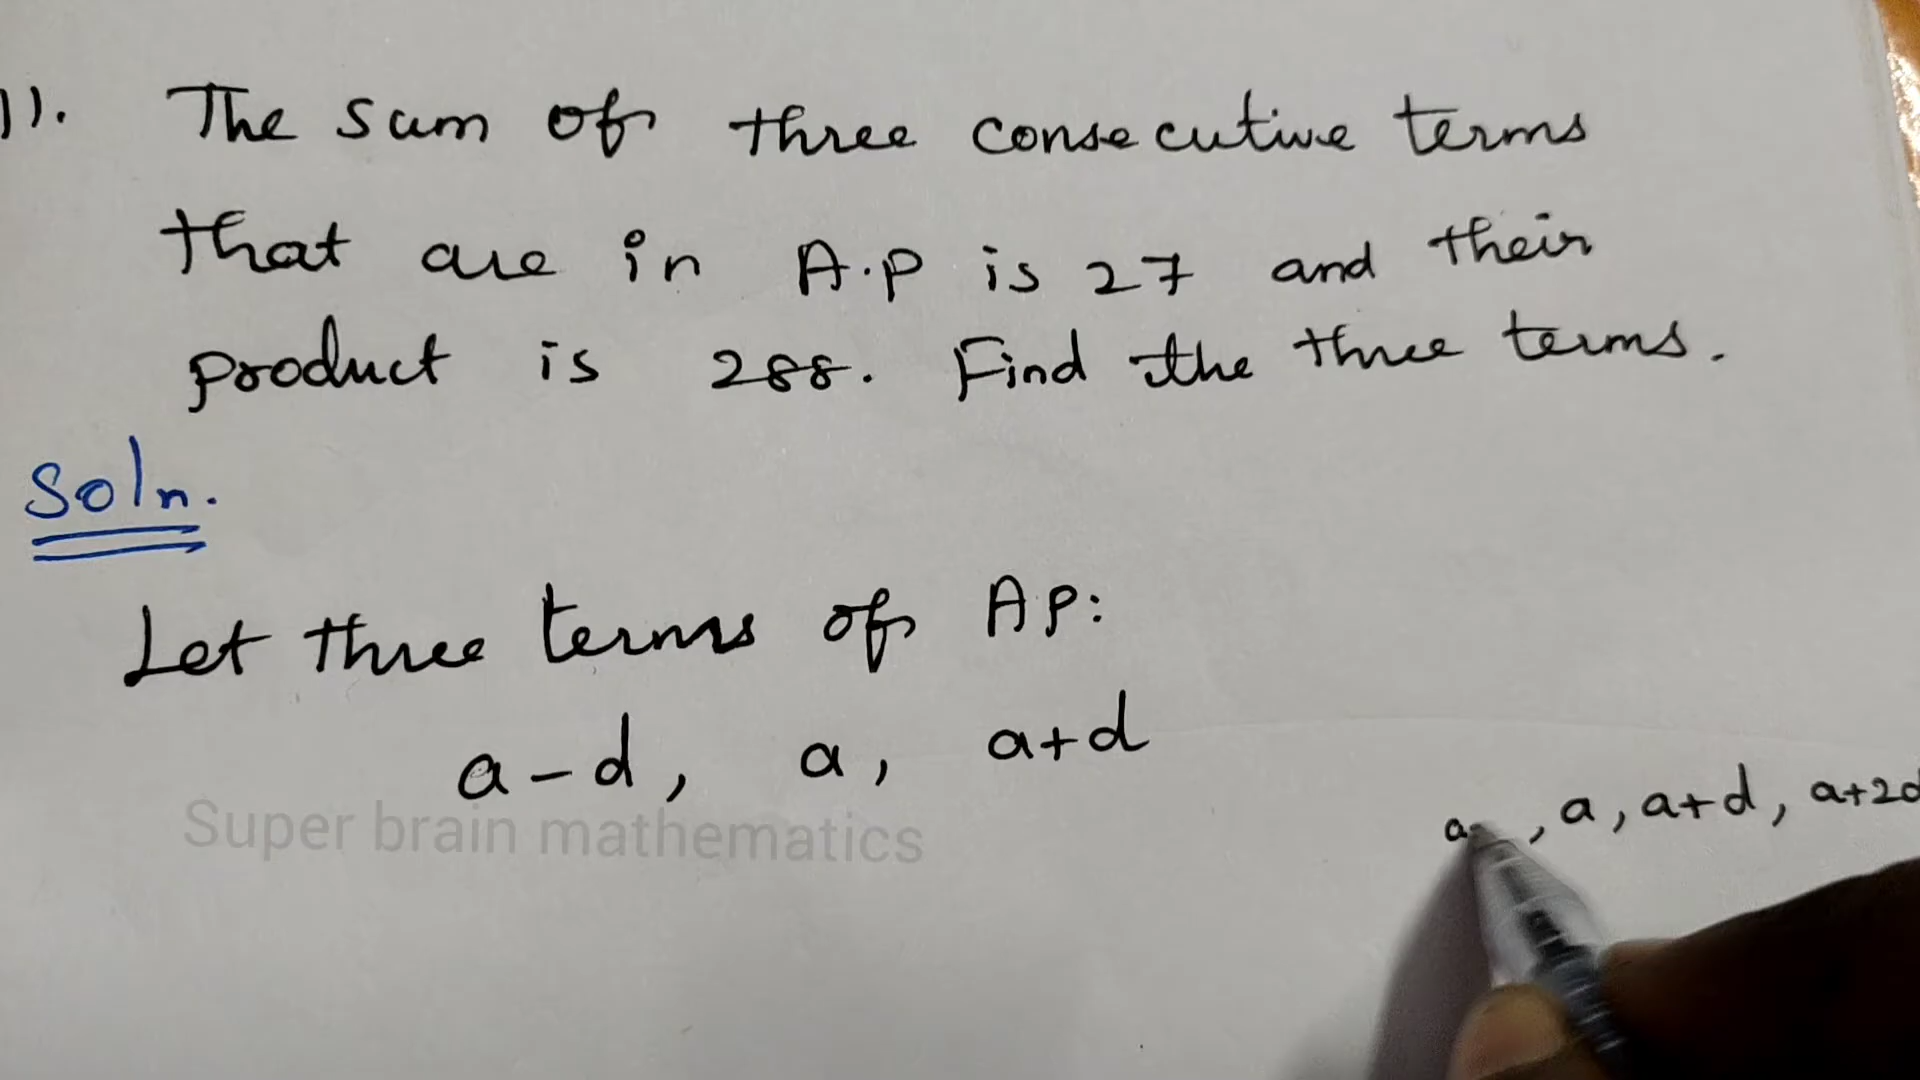 11). The sum of three consecutive terms
that are in A.P is 27 and their
product is 288. Find the three terms.
Soln.
Let three terms of AP:
a-d, a, a+d
a-, a, a+d, a+2d
Super brain mathematics